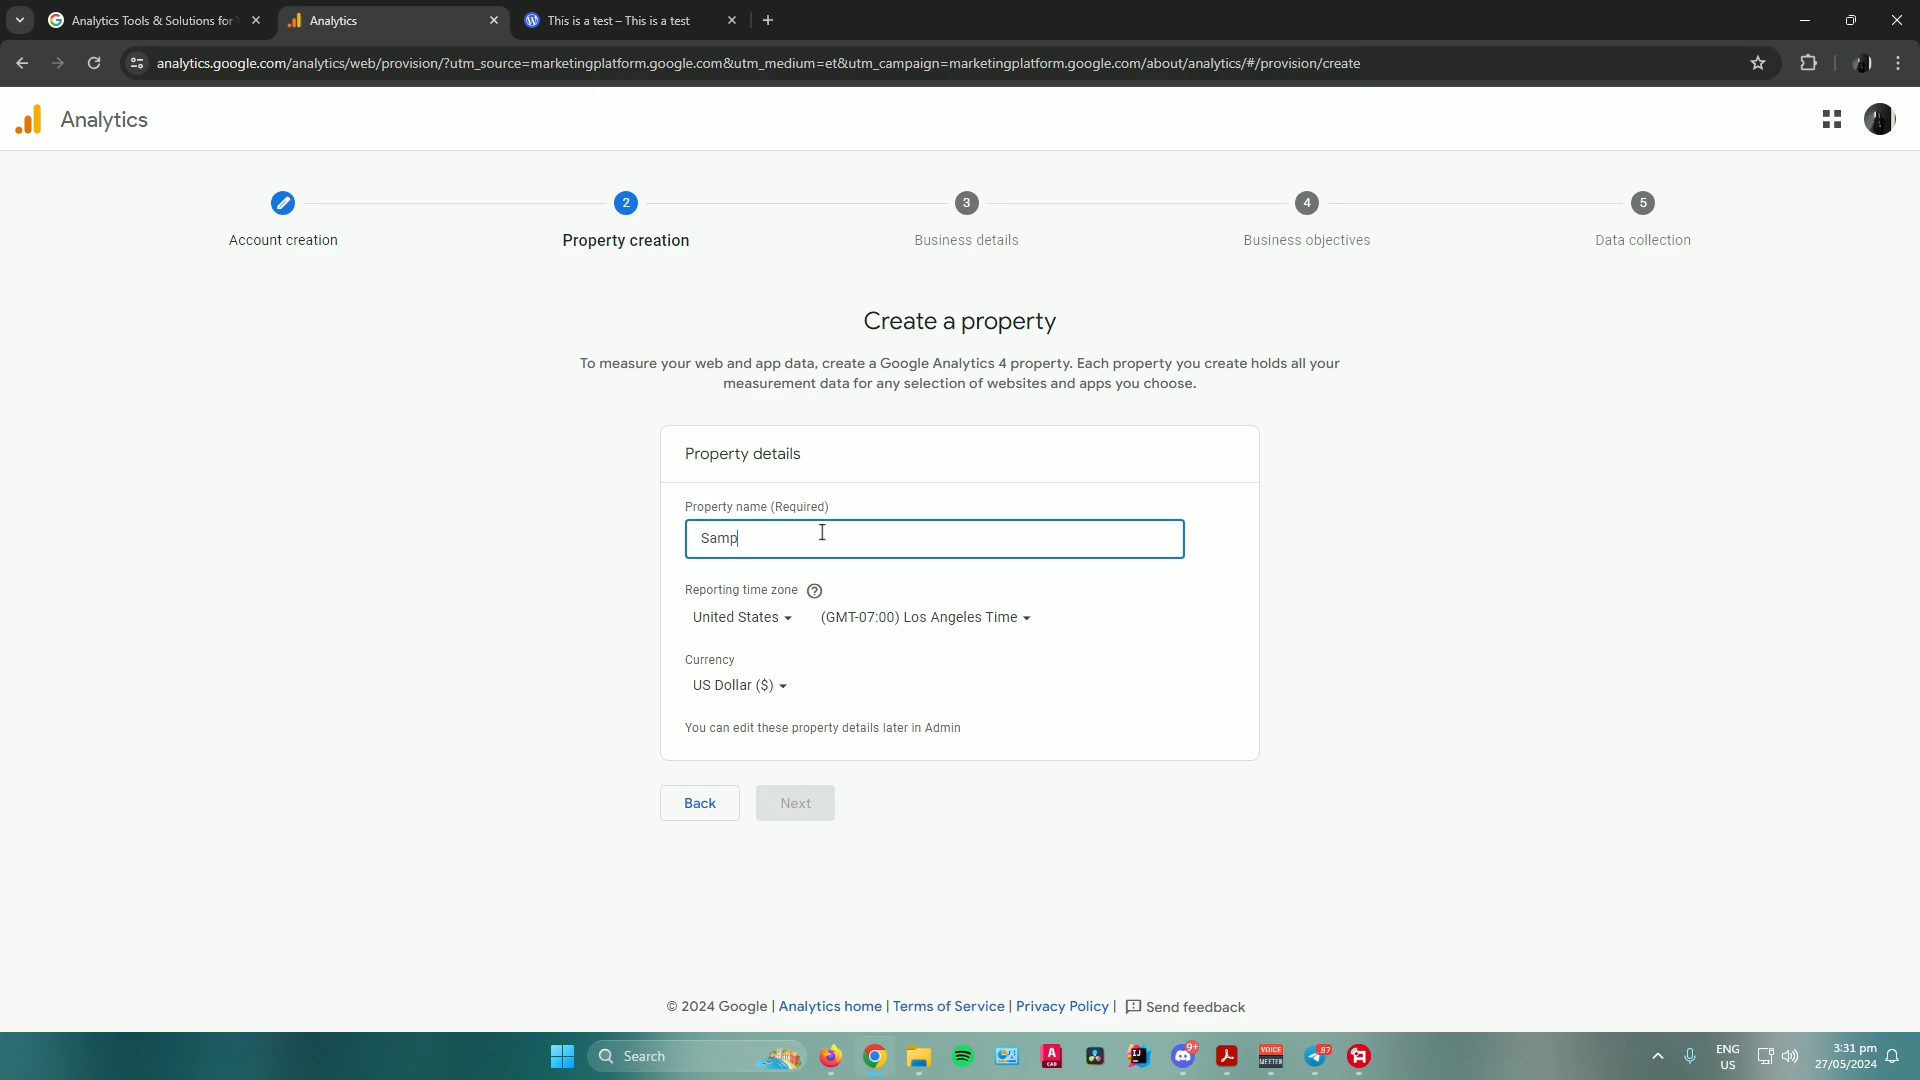 Analytics Tools & Solutions for
Analytics
This is a test – This is a test
analytics.google.com/analytics/web/provision/?utm_source=marketingplatform.google.com&utm_medium=et&utm_campaign=marketingplatform.google.com/about/analytics/#/provision/create
Analytics
2
3
4
5
Account creation
Property creation
Business details
Business objectives
Data collection
Create a property
To measure your web and app data, create a Google Analytics 4 property. Each property you create holds all your
measurement data for any selection of websites and apps you choose.
Property details
Property name (Required)
Samp
Reporting time zone
United States
(GMT-07:00) Los Angeles Time
Currency
US Dollar ($)
You can edit these property details later in Admin
Back
Next
© 2024 Google | Analytics home | Terms of Service | Privacy Policy | Send feedback
Search
A
CAD
IJ
9+
VOICE
MEETER
87
ENG
US
3:31 pm
27/05/2024